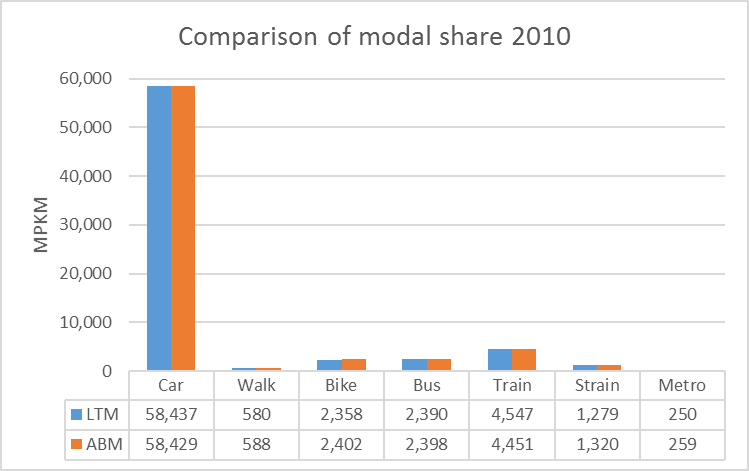 Comparison of modal share 2010
MPKM
60,000
50,000
40,000
30,000
20,000
10,000
0
Car Walk Bike Bus Train Strain Metro
LTM 58,437 580 2,358 2,390 4,547 1,279 250
ABM 58,429 588 2,402 2,398 4,451 1,320 259